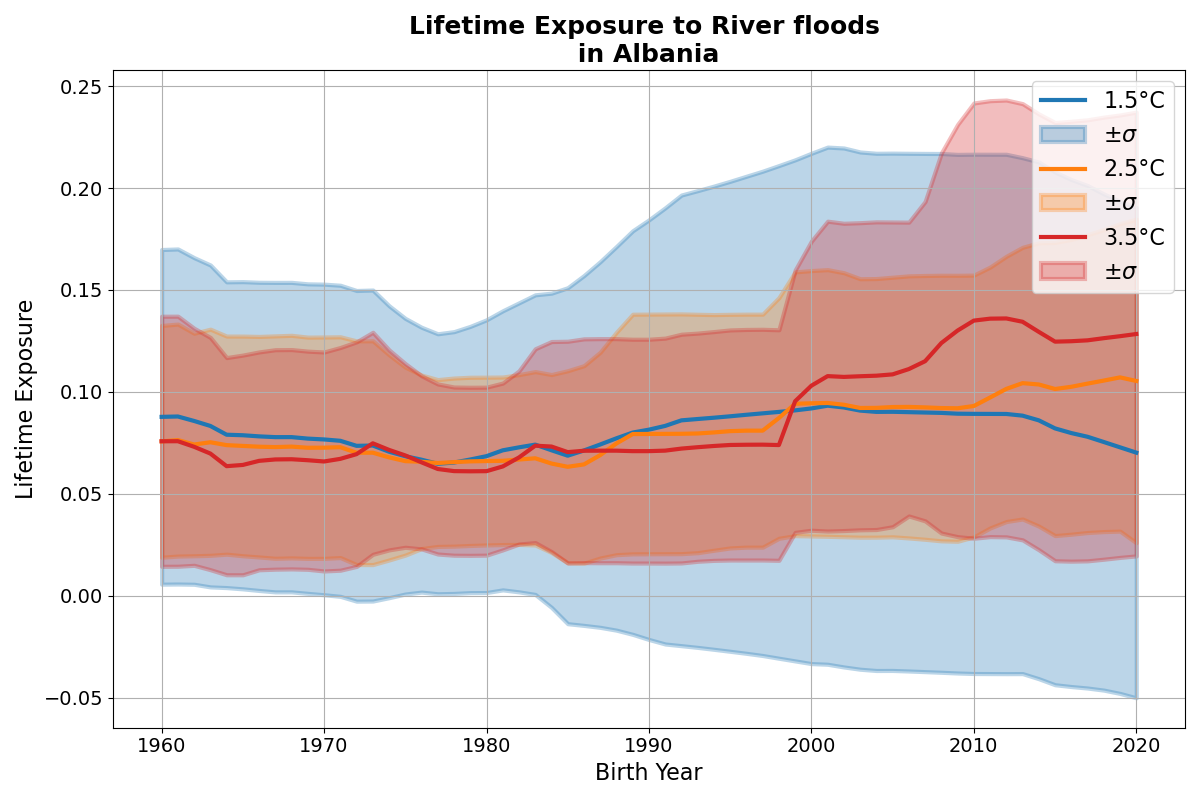 Lifetime Exposure to River floods
in Albania
Lifetime Exposure
0.25
0.20
0.15
0.10
0.05
0.00
−0.05
1960
1970
1980
1990
2000
2010
2020
Birth Year
1.5°C
±σ
2.5°C
±σ
3.5°C
±σ